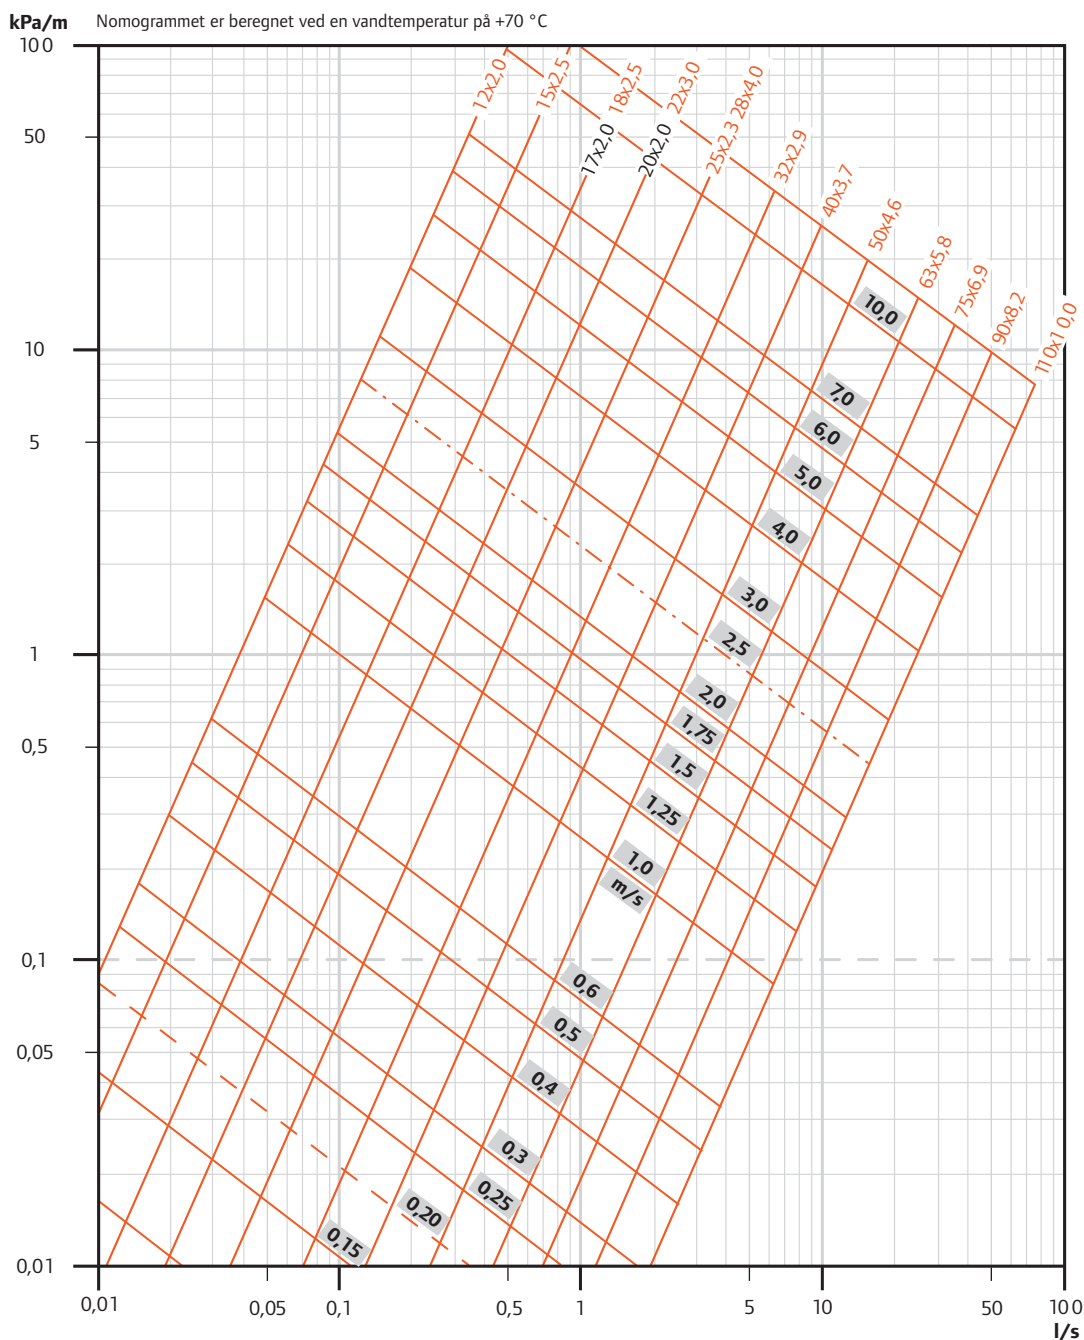 kPa/m Nomogrammet er beregnet ved en vandtemperatur på +70 °C
100
12x2,0
15x2,5
18x2,5
22x3,0
28x4,0
50
17x2,0
20x2,0
25x2,3
32x2,9
40x3,7
50x4,6
63x5,8
75x6,9
90x8,2
110x10,0
10,0
10
7,0
6,0
5
5,0
4,0
3,0
2,5
1
2,0
1,75
0,5
1,5
1,25
1,0
m/s
0,1
0,6
0,5
0,05
0,4
0,3
0,25
0,20
0,15
0,01
0,01 0,05 0,1 0,5 1 5 10 50 100
l/s